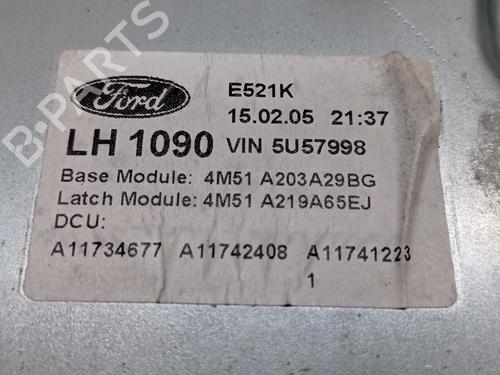 B-PARTS
Ford
E521K
15.02.05 21:37
LH 1090 VIN 5U57998
Base Module: 4M51 A203A29BG
Latch Module: 4M51 A219A65EJ
DCU:
A11734677 A11742408 A11741223
1